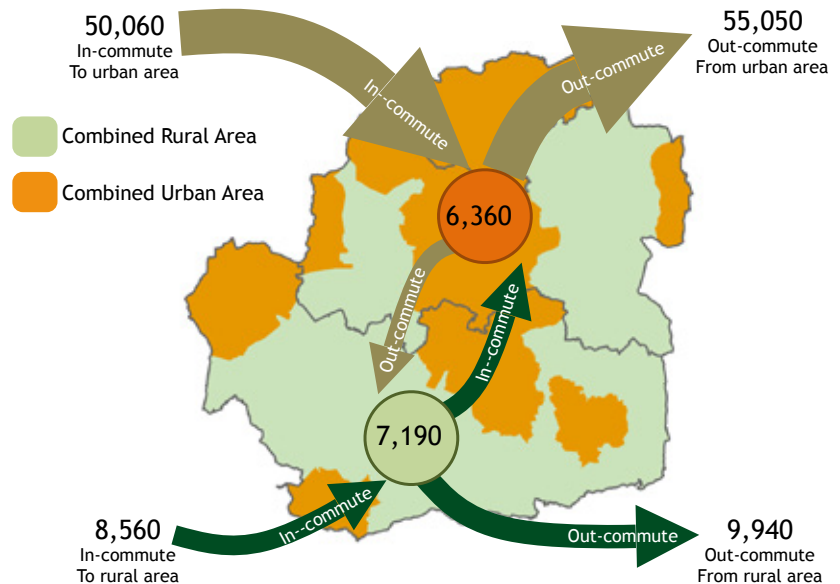 50,060
In-commute
To urban area
55,050
Out-commute
From urban area
In--commute
Out-commute
Combined Rural Area
Combined Urban Area
6,360
Out-commute
In--commute
7,190
8,560
In-commute
To rural area
In--commute
Out-commute
9,940
Out-commute
From rural area